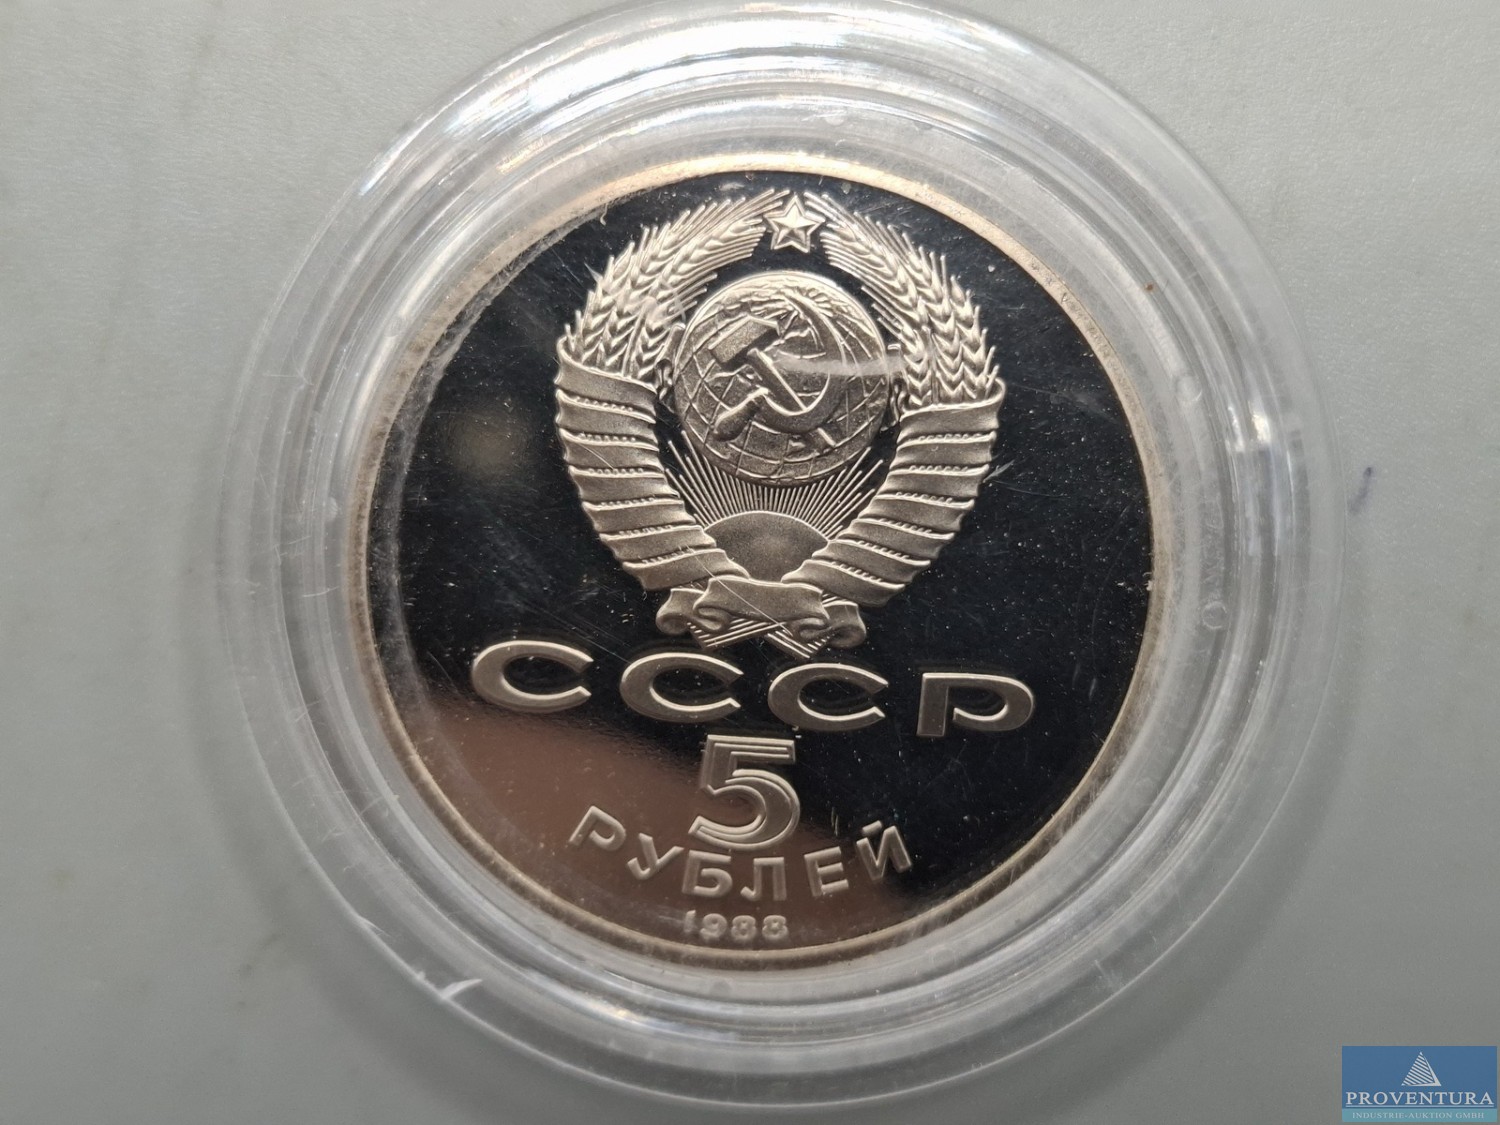 СССР
5
РУБЛЕЙ
1988
PROVENTURA
INDUSTRIE-AUKTION GMBH